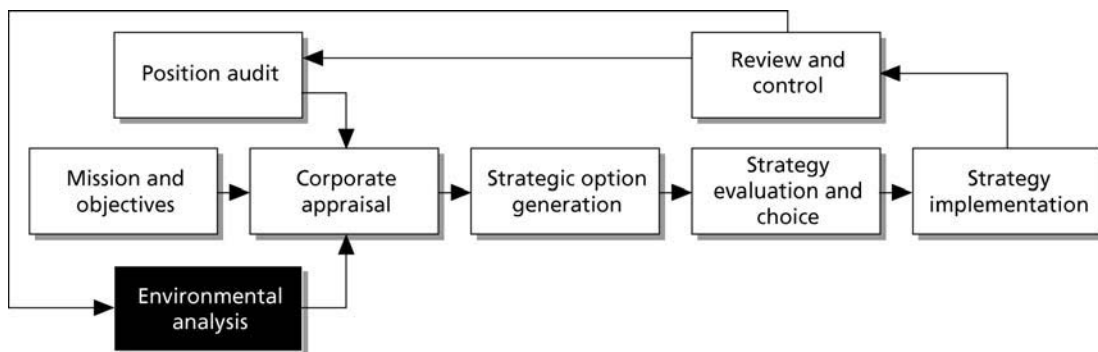 Position audit
Review and
control
Mission and
objectives
Corporate
appraisal
Strategic option
generation
Strategy
evaluation and
choice
Strategy
implementation
Environmental
analysis